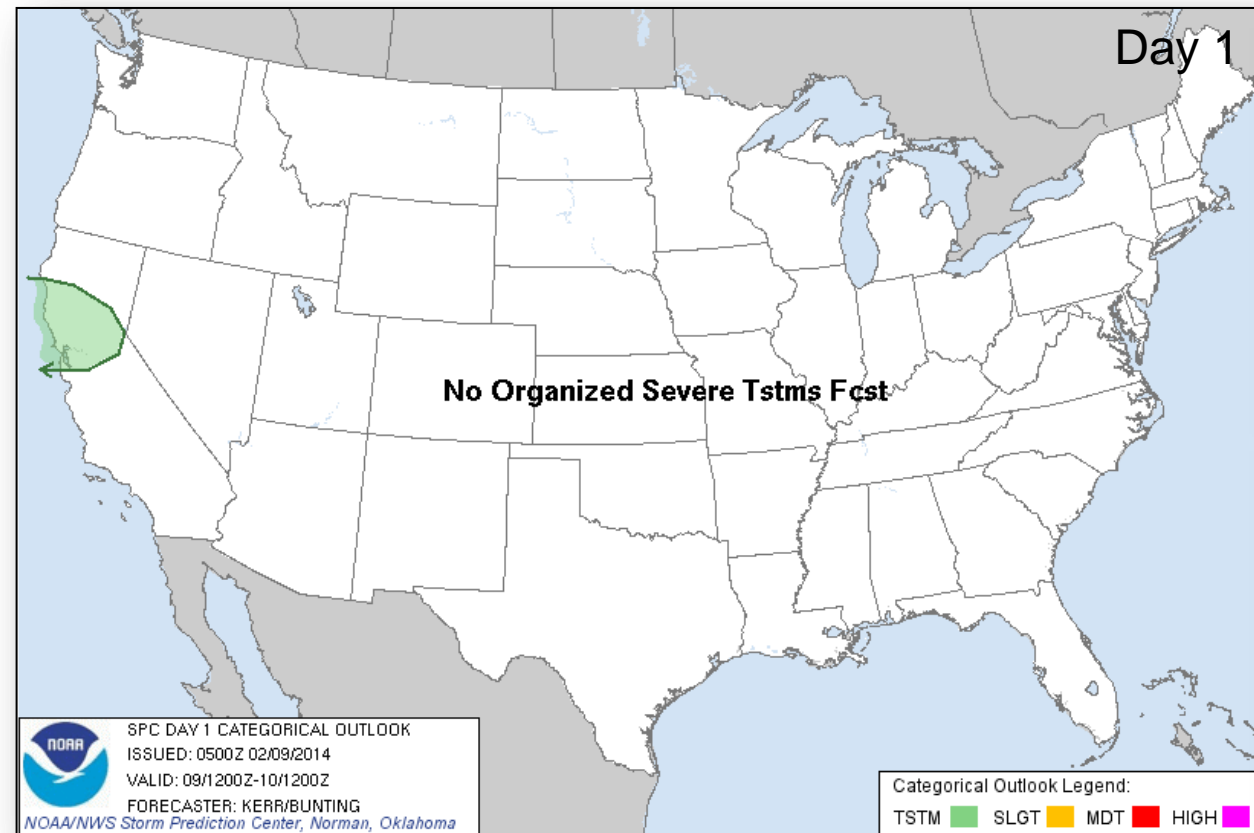 Day 1
No Organized Severe Tstms Fcst
NOAA
SPC DAY 1 CATEGORICAL OUTLOOK
ISSUED: 0500Z 02/09/2014
VALID: 09/1200Z-10/1200Z
FORECASTER: KERR/BUNTING
NOAA/NWS Storm Prediction Center, Norman, Oklahoma
Categorical Outlook Legend:
TSTM SLGT MDT HIGH